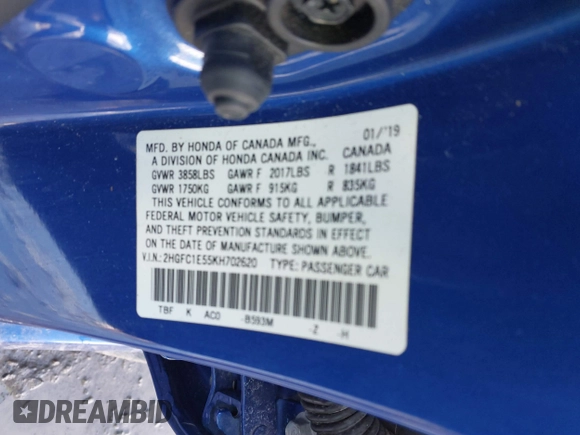 MFD. BY HONDA OF CANADA MFG., 01/'19
A DIVISION OF HONDA CANADA INC. CANADA
GVWR 3858LBS GAWR F 2017LBS R 1841LBS
GVWR 1750KG GAWR F 915KG R 835KG
THIS VEHICLE CONFORMS TO ALL APPLICABLE
FEDERAL MOTOR VEHICLE SAFETY, BUMPER,
AND THEFT PREVENTION STANDARDS IN EFFECT
ON THE DATE OF MANUFACTURE SHOWN ABOVE.
V.I.N.: 2HGFC1E55KH702620 TYPE: PASSENGER CAR
TBF K AC0 -B593M -Z -H
DREAMBID